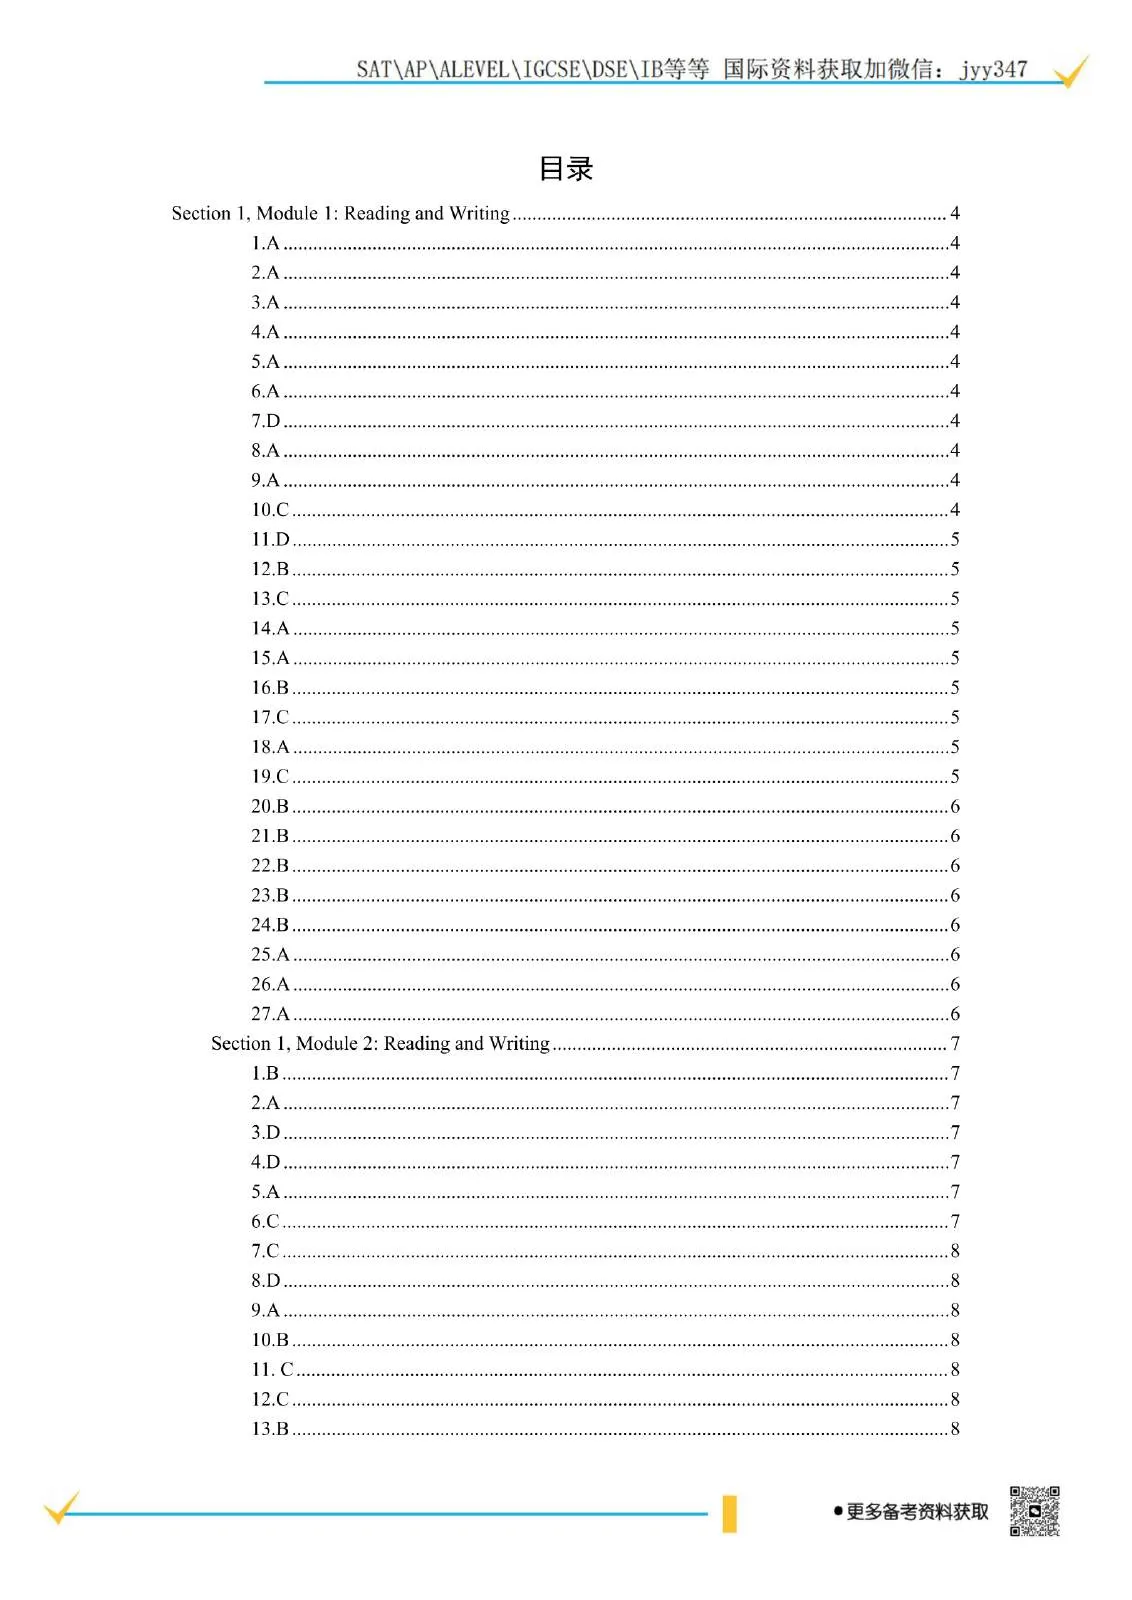 SAT\AP\ALEVEL\IGCSE\DSE\IB等等 国际资料获取加微信：jyy347
目录
Section 1, Module 1: Reading and Writing 4
1.A 4
2.A 4
3.A 4
4.A 4
5.A 4
6.A 4
7.D 4
8.A 4
9.A 4
10.C 4
11.D 5
12.B 5
13.C 5
14.A 5
15.A 5
16.B 5
17.C 5
18.A 5
19.C 5
20.B 6
21.B 6
22.B 6
23.B 6
24.B 6
25.A 6
26.A 6
27.A 6
Section 1, Module 2: Reading and Writing 7
1.B 7
2.A 7
3.D 7
4.D 7
5.A 7
6.C 7
7.C 8
8.D 8
9.A 8
10.B 8
11. C 8
12.C 8
13.B 8
•更多备考资料获取